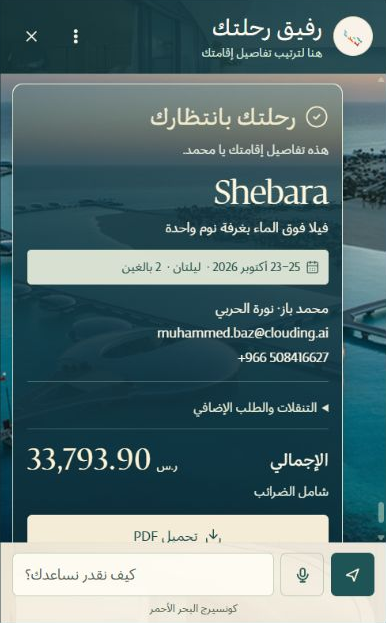 رفيق رحلتك
هنا لترتيب تفاصيل إقامتك
رحلتك بانتظارك
هذه تفاصيل إقامتك يا محمد.
Shebara
فيلا فوق الماء بغرفة نوم واحدة
23–25 أكتوبر 2026 · ليلتان · 2 بالغين
محمد باز · نورة الحربي
muhammed.baz@clouding.ai
+966 508416627
التنقلات والطلب الإضافي
الإجمالي 33,793.90 ر.س
شامل الضرائب
تحميل PDF
كيف نقدر نساعدك؟
كونسيرج البحر الأحمر